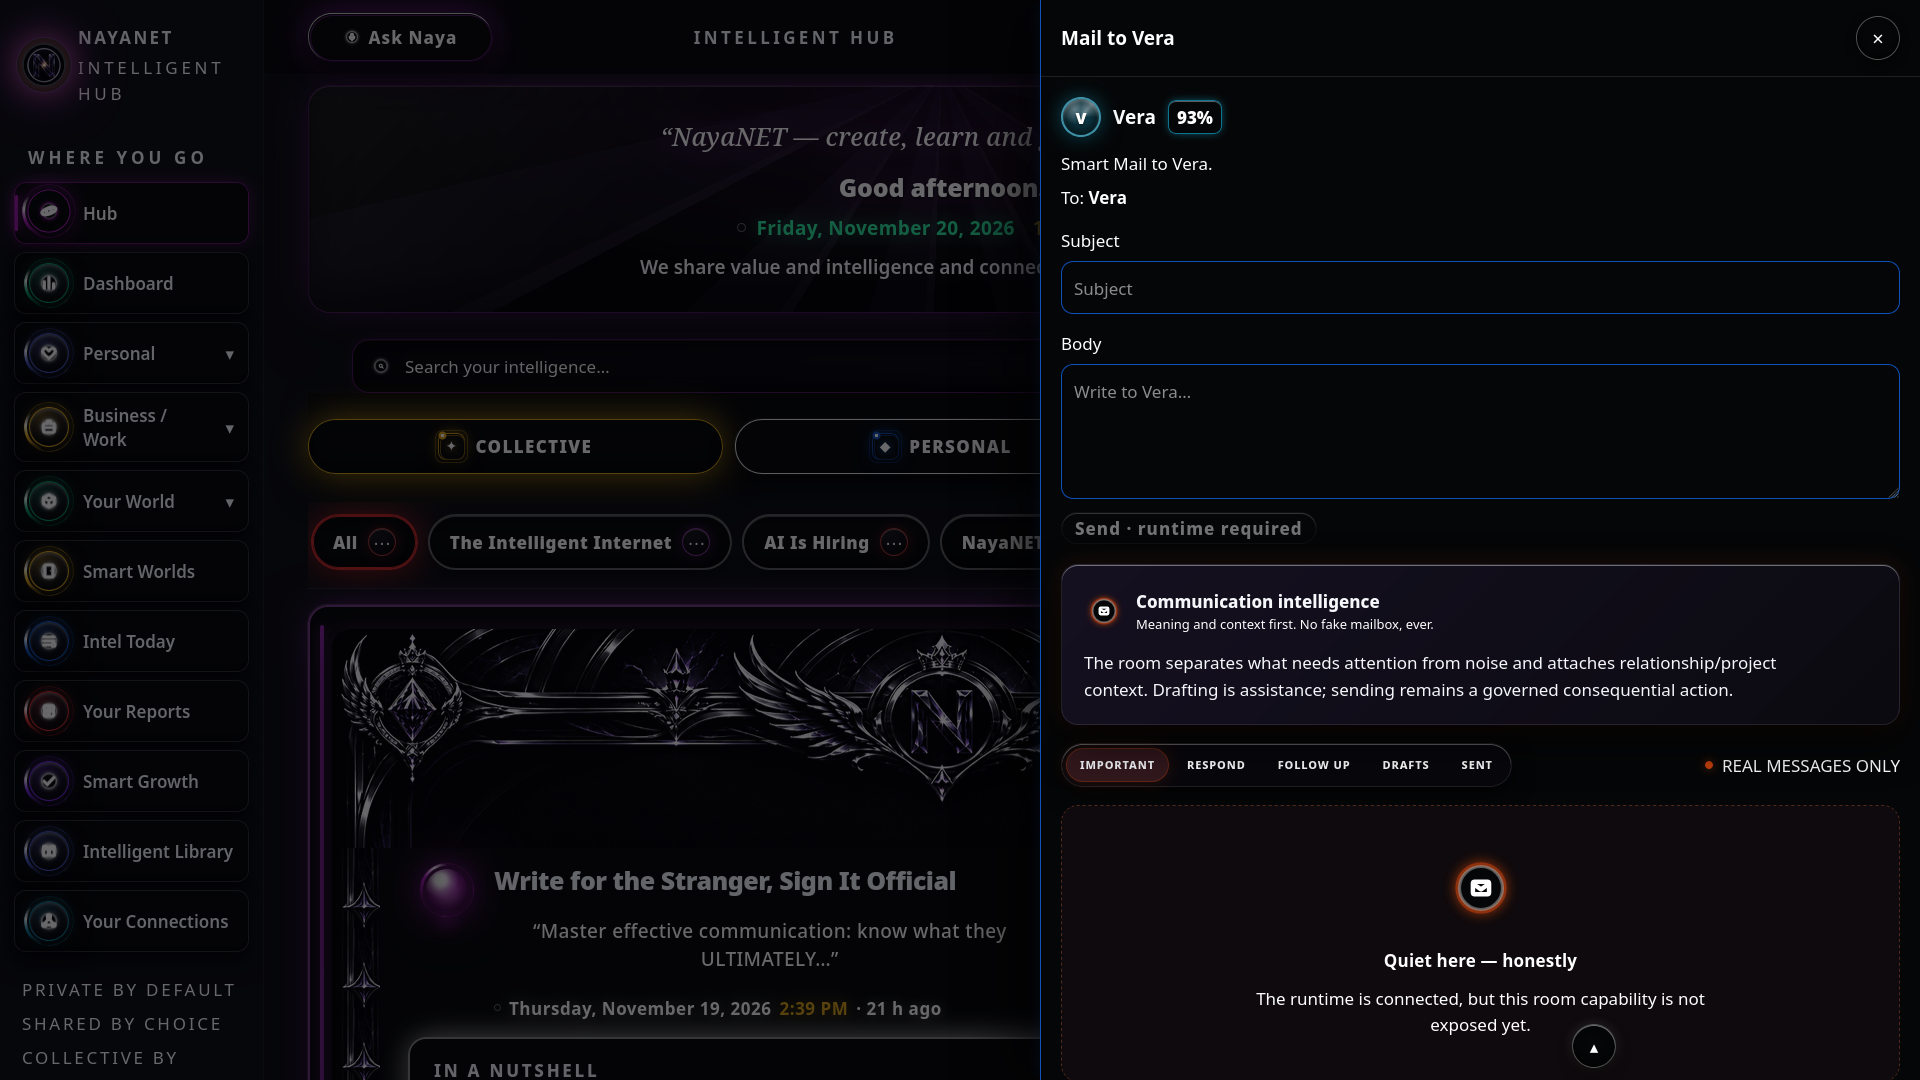 NAYANET
INTELLIGENT
HUB
WHERE YOU GO
Hub
Dashboard
Personal
Business /
Work
Your World
Smart Worlds
Intel Today
Your Reports
Smart Growth
Intelligent Library
Your Connections
PRIVATE BY DEFAULT
SHARED BY CHOICE
COLLECTIVE BY
Ask Naya
INTELLIGENT HUB
“NayaNET — create, learn and
Good afternoon.
Friday, November 20, 2026
We share value and intelligence and
Search your intelligence...
COLLECTIVE
PERSONAL
All
The Intelligent Internet
AI Is Hiring
NayaNET
N
Write for the Stranger, Sign It Official
“Master effective communication: know what they
ULTIMATELY...”
Thursday, November 19, 2026 2:39 PM · 21 h ago
IN A NUTSHELL
Mail to Vera
×
V Vera 93%
Smart Mail to Vera.
To: Vera
Subject
Subject
Body
Write to Vera...
Send · runtime required
Communication intelligence
Meaning and context first. No fake mailbox, ever.
The room separates what needs attention from noise and attaches relationship/project
context. Drafting is assistance; sending remains a governed consequential action.
IMPORTANT RESPOND FOLLOW UP DRAFTS SENT
REAL MESSAGES ONLY
Quiet here — honestly
The runtime is connected, but this room capability is not
exposed yet.